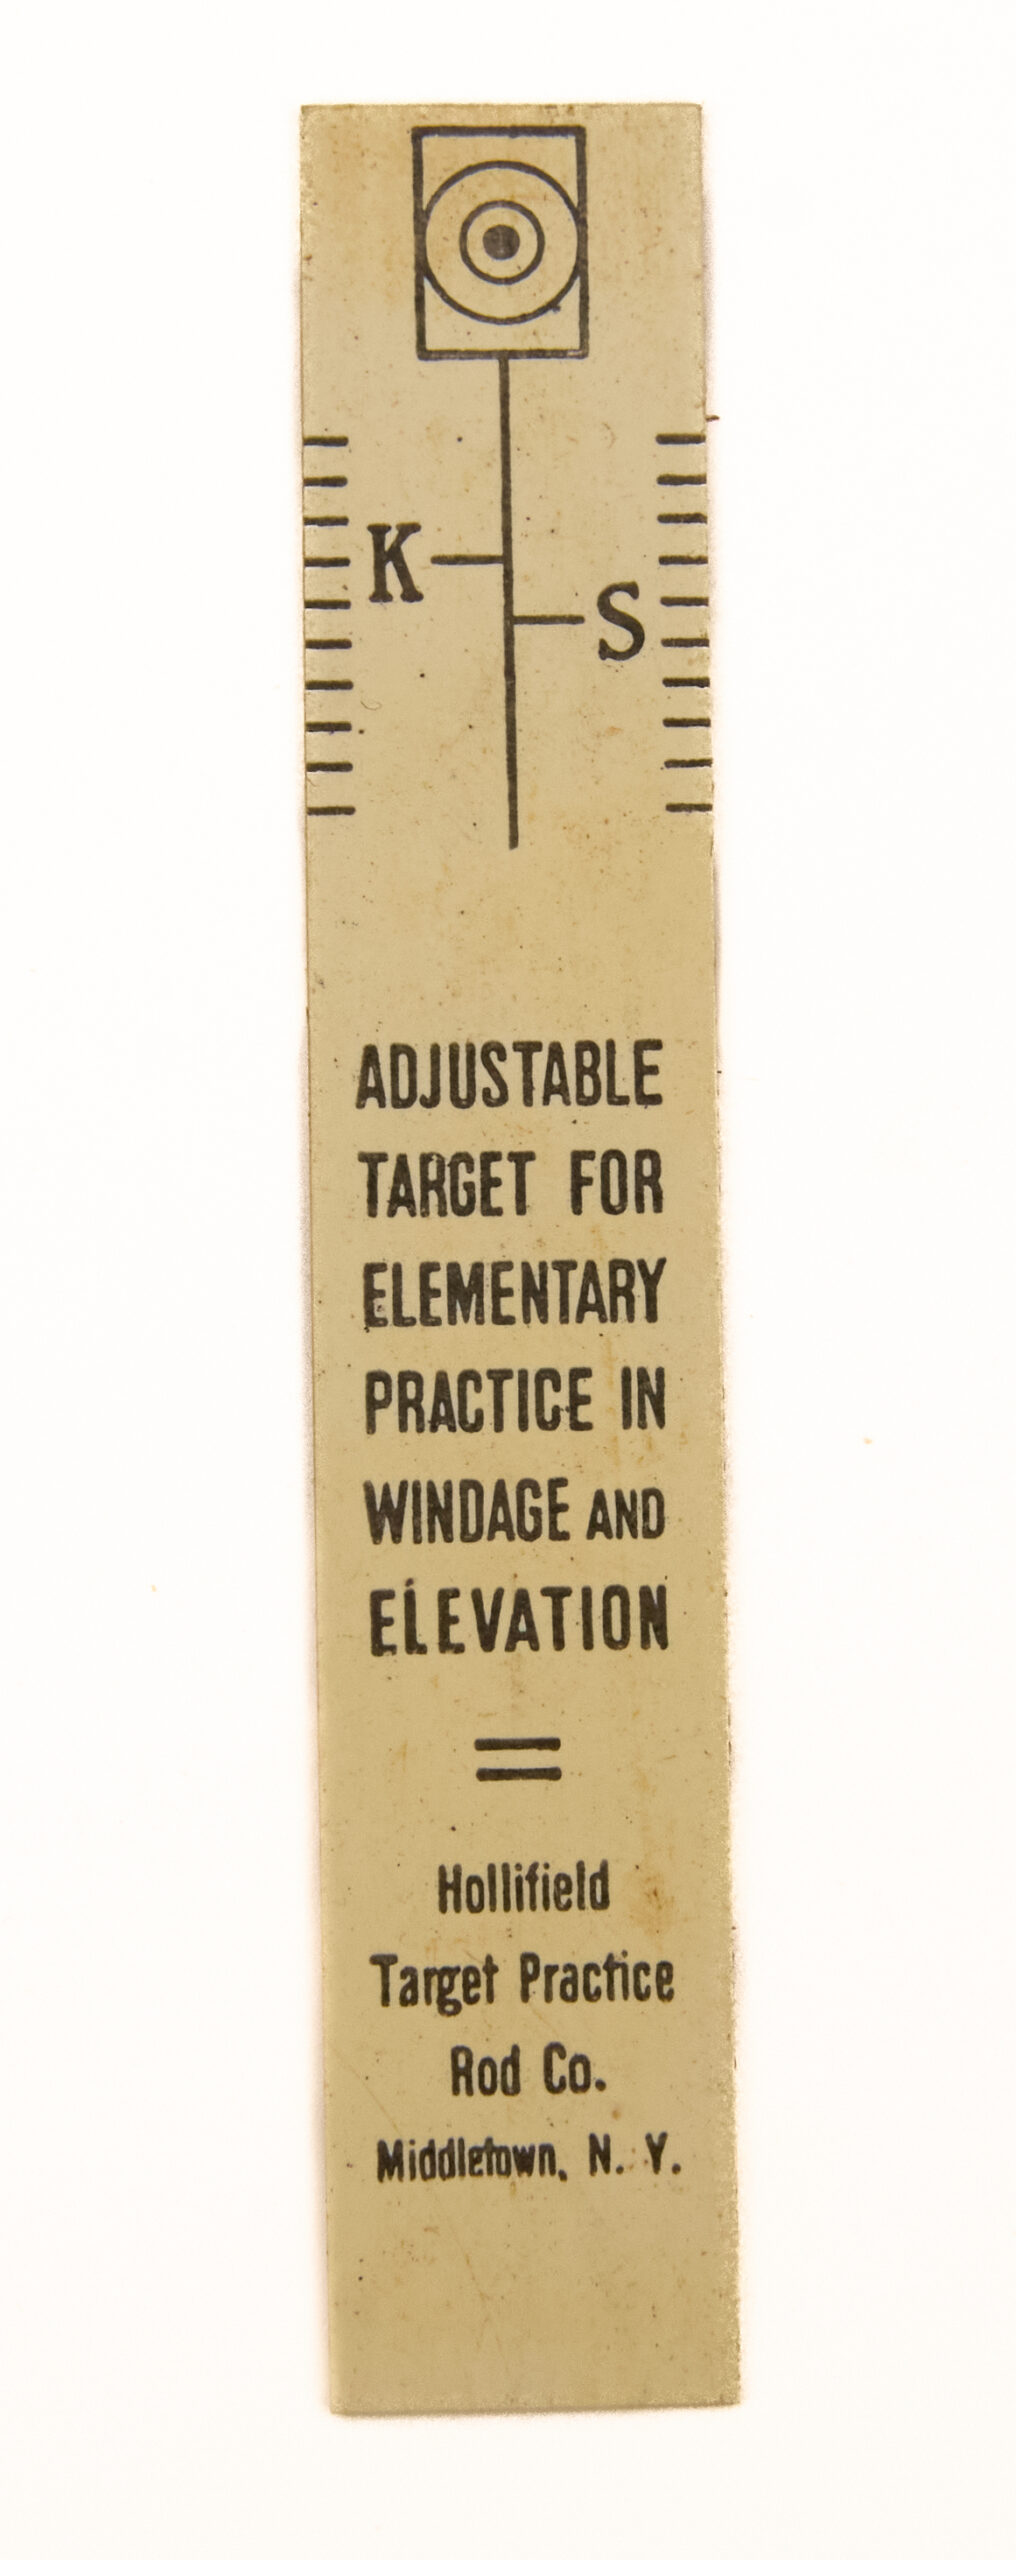 K
S
ADJUSTABLE
TARGET FOR
ELEMENTARY
PRACTICE IN
WINDAGE AND
ELEVATION
=
Hollifield
Target Practice
Rod Co.
Middletown, N. Y.